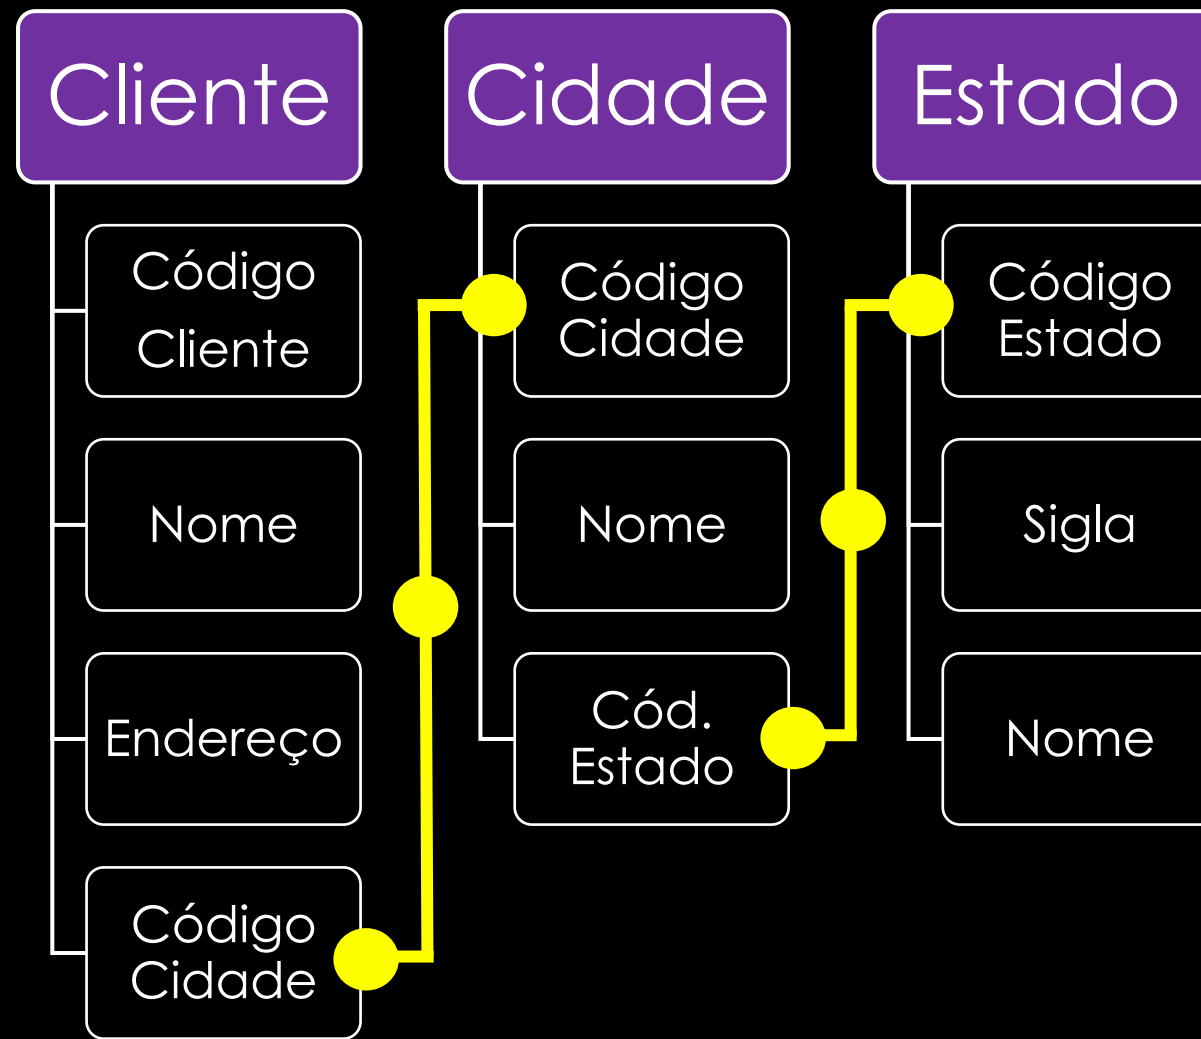 Cliente
Código
Cliente
Nome
Endereço
Código
Cidade
Cidade
Código
Cidade
Nome
Cód.
Estado
Estado
Código
Estado
Sigla
Nome